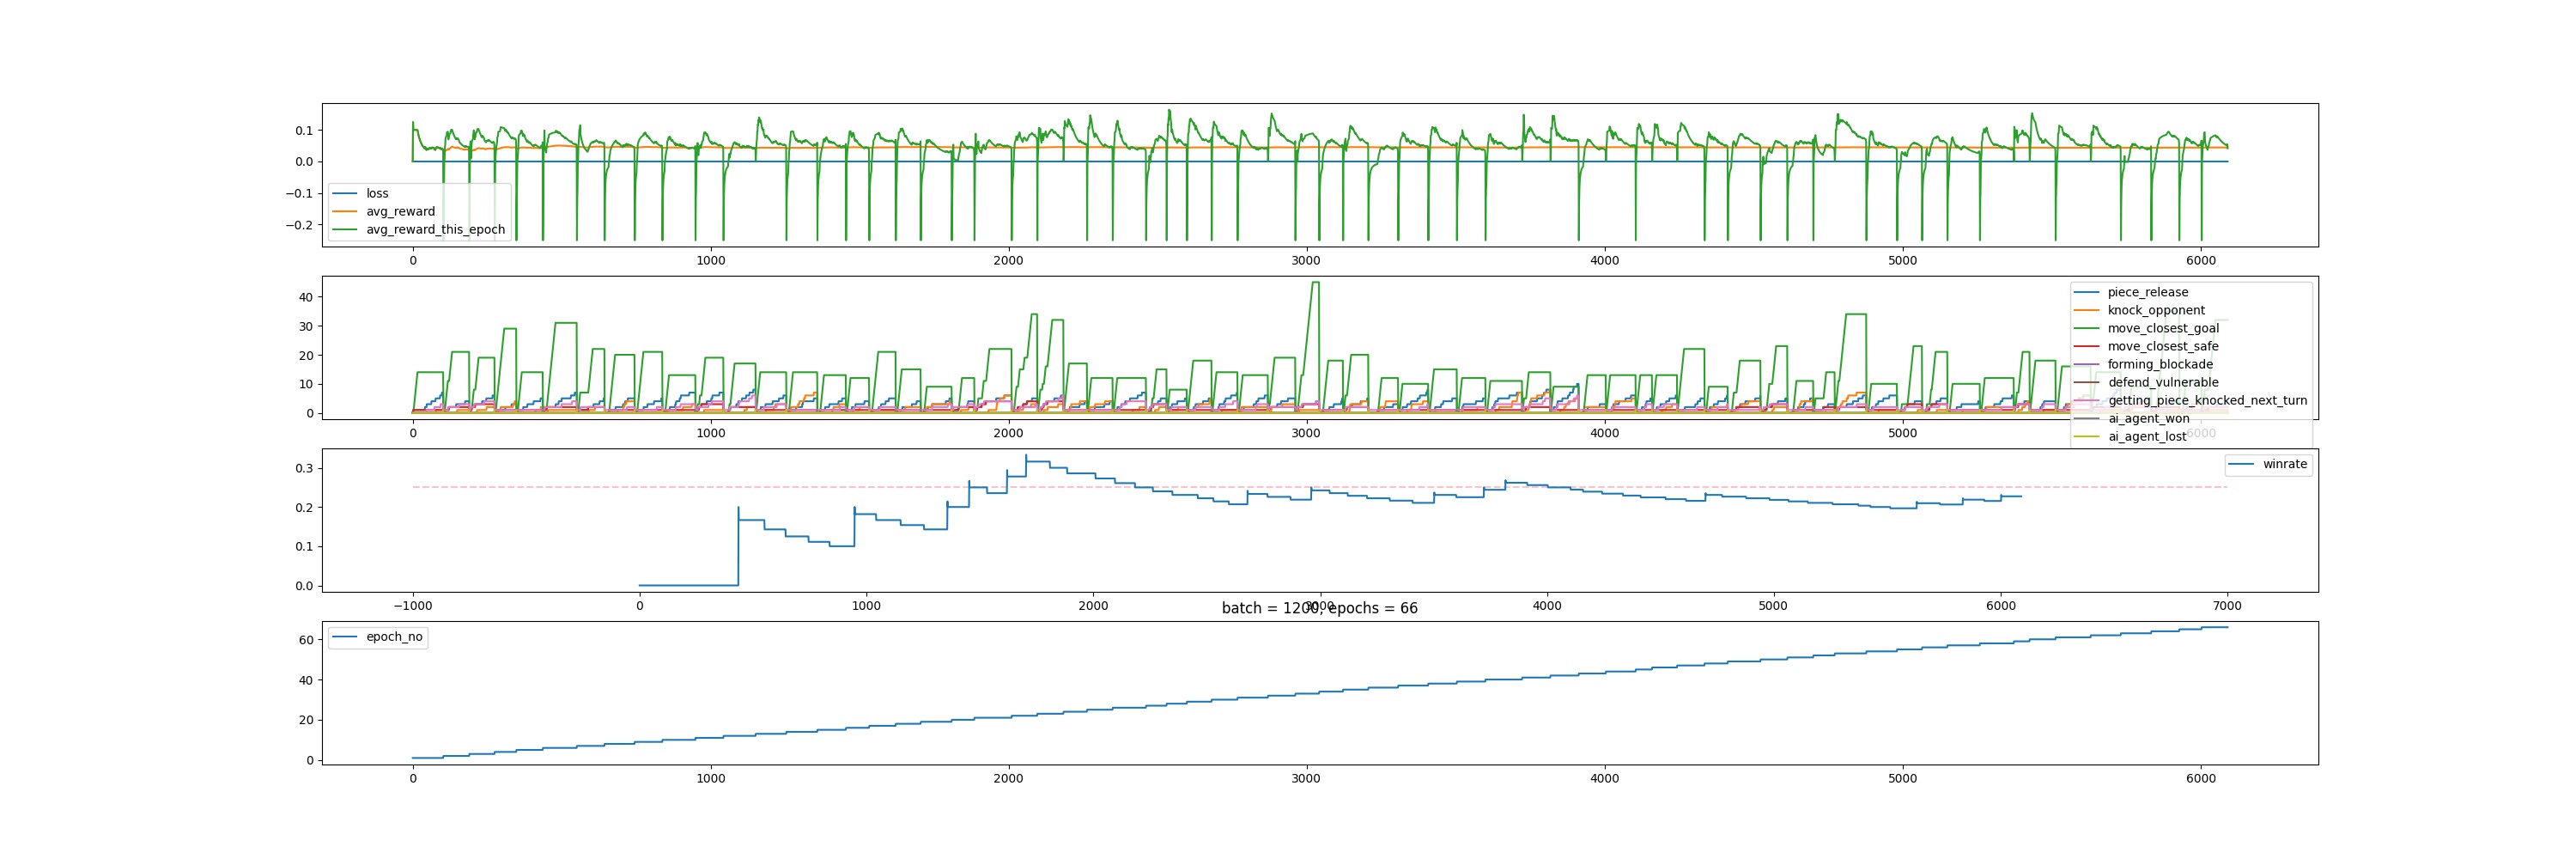 0.1
0.0
−0.1
−0.2
loss
avg_reward
avg_reward_this_epoch
0 1000 2000 3000 4000 5000 6000
40
30
20
10
0
piece_release
knock_opponent
move_closest_goal
move_closest_safe
forming_blockade
defend_vulnerable
getting_piece_knocked_next_turn
ai_agent_won
ai_agent_lost
0 1000 2000 3000 4000 5000 6000
0.3
0.2
0.1
0.0
winrate
−1000 0 1000 2000 3000 4000 5000 6000 7000
batch = 1200, epochs = 66
60
40
20
0
epoch_no
0 1000 2000 3000 4000 5000 6000